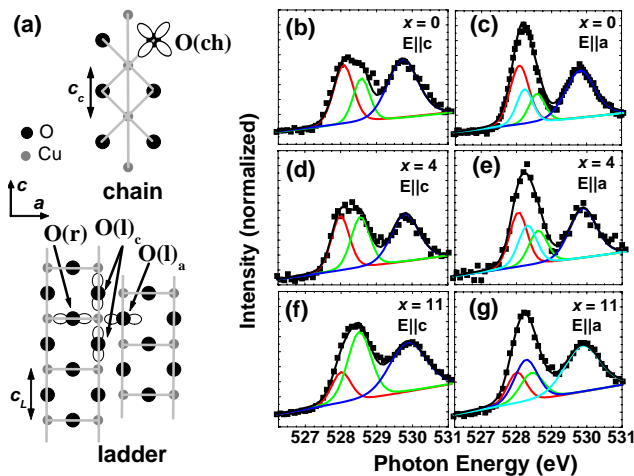 (a)
O(ch)
c_c
O
Cu
chain
c
a
O(r)
O(l)_c
O(l)_a
c_L
ladder
Intensity (normalized)
(b)
x = 0
E||c
(c)
x = 0
E||a
(d)
x = 4
E||c
(e)
x = 4
E||a
(f)
x = 11
E||c
(g)
x = 11
E||a
527 528 529 530 531 527 528 529 530 531
Photon Energy (eV)